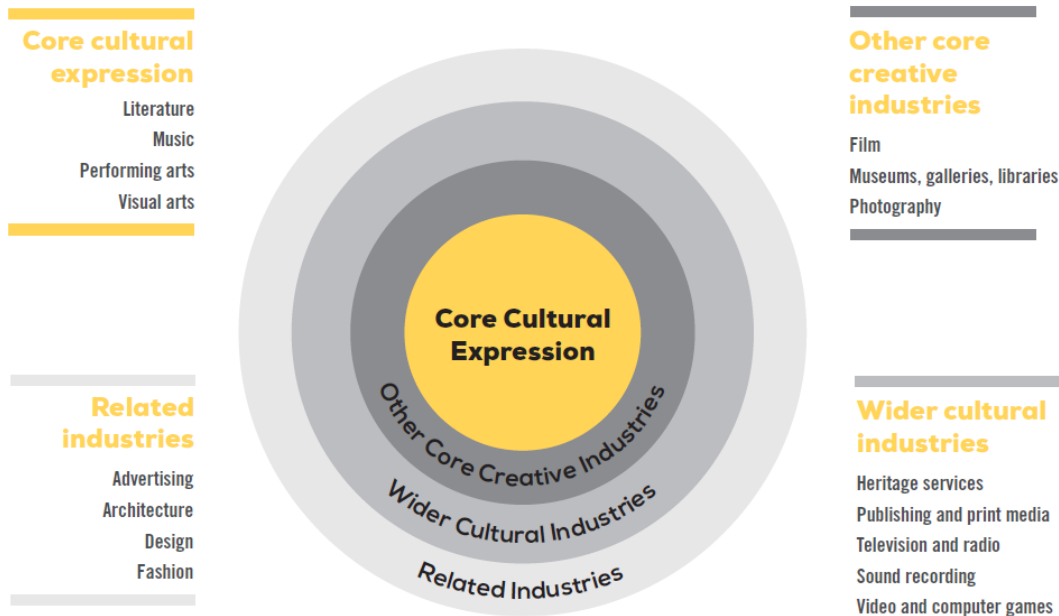 Core cultural
expression
Literature
Music
Performing arts
Visual arts
Other core
creative
industries
Film
Museums, galleries, libraries
Photography
Core Cultural
Expression
Other Core Creative Industries
Wider Cultural Industries
Related Industries
Related
industries
Advertising
Architecture
Design
Fashion
Wider cultural
industries
Heritage services
Publishing and print media
Television and radio
Sound recording
Video and computer games